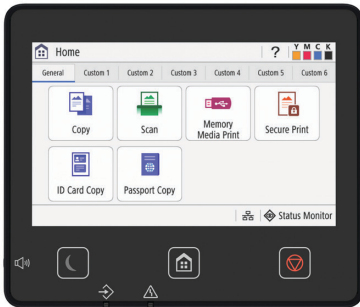 Home
?
Y M C K
General Custom 1 Custom 2 Custom 3 Custom 4 Custom 5 Custom 6
Copy
Scan
Memory
Media Print
Secure Print
ID Card Copy
Passport Copy
Status Monitor